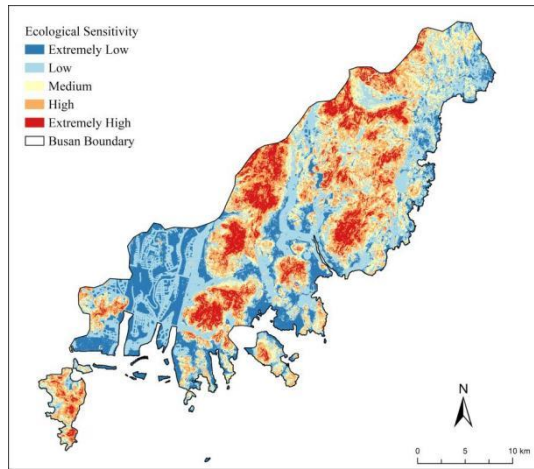 Ecological Sensitivity
Extremely Low
Low
Medium
High
Extremely High
Busan Boundary
N
0 5 10 km